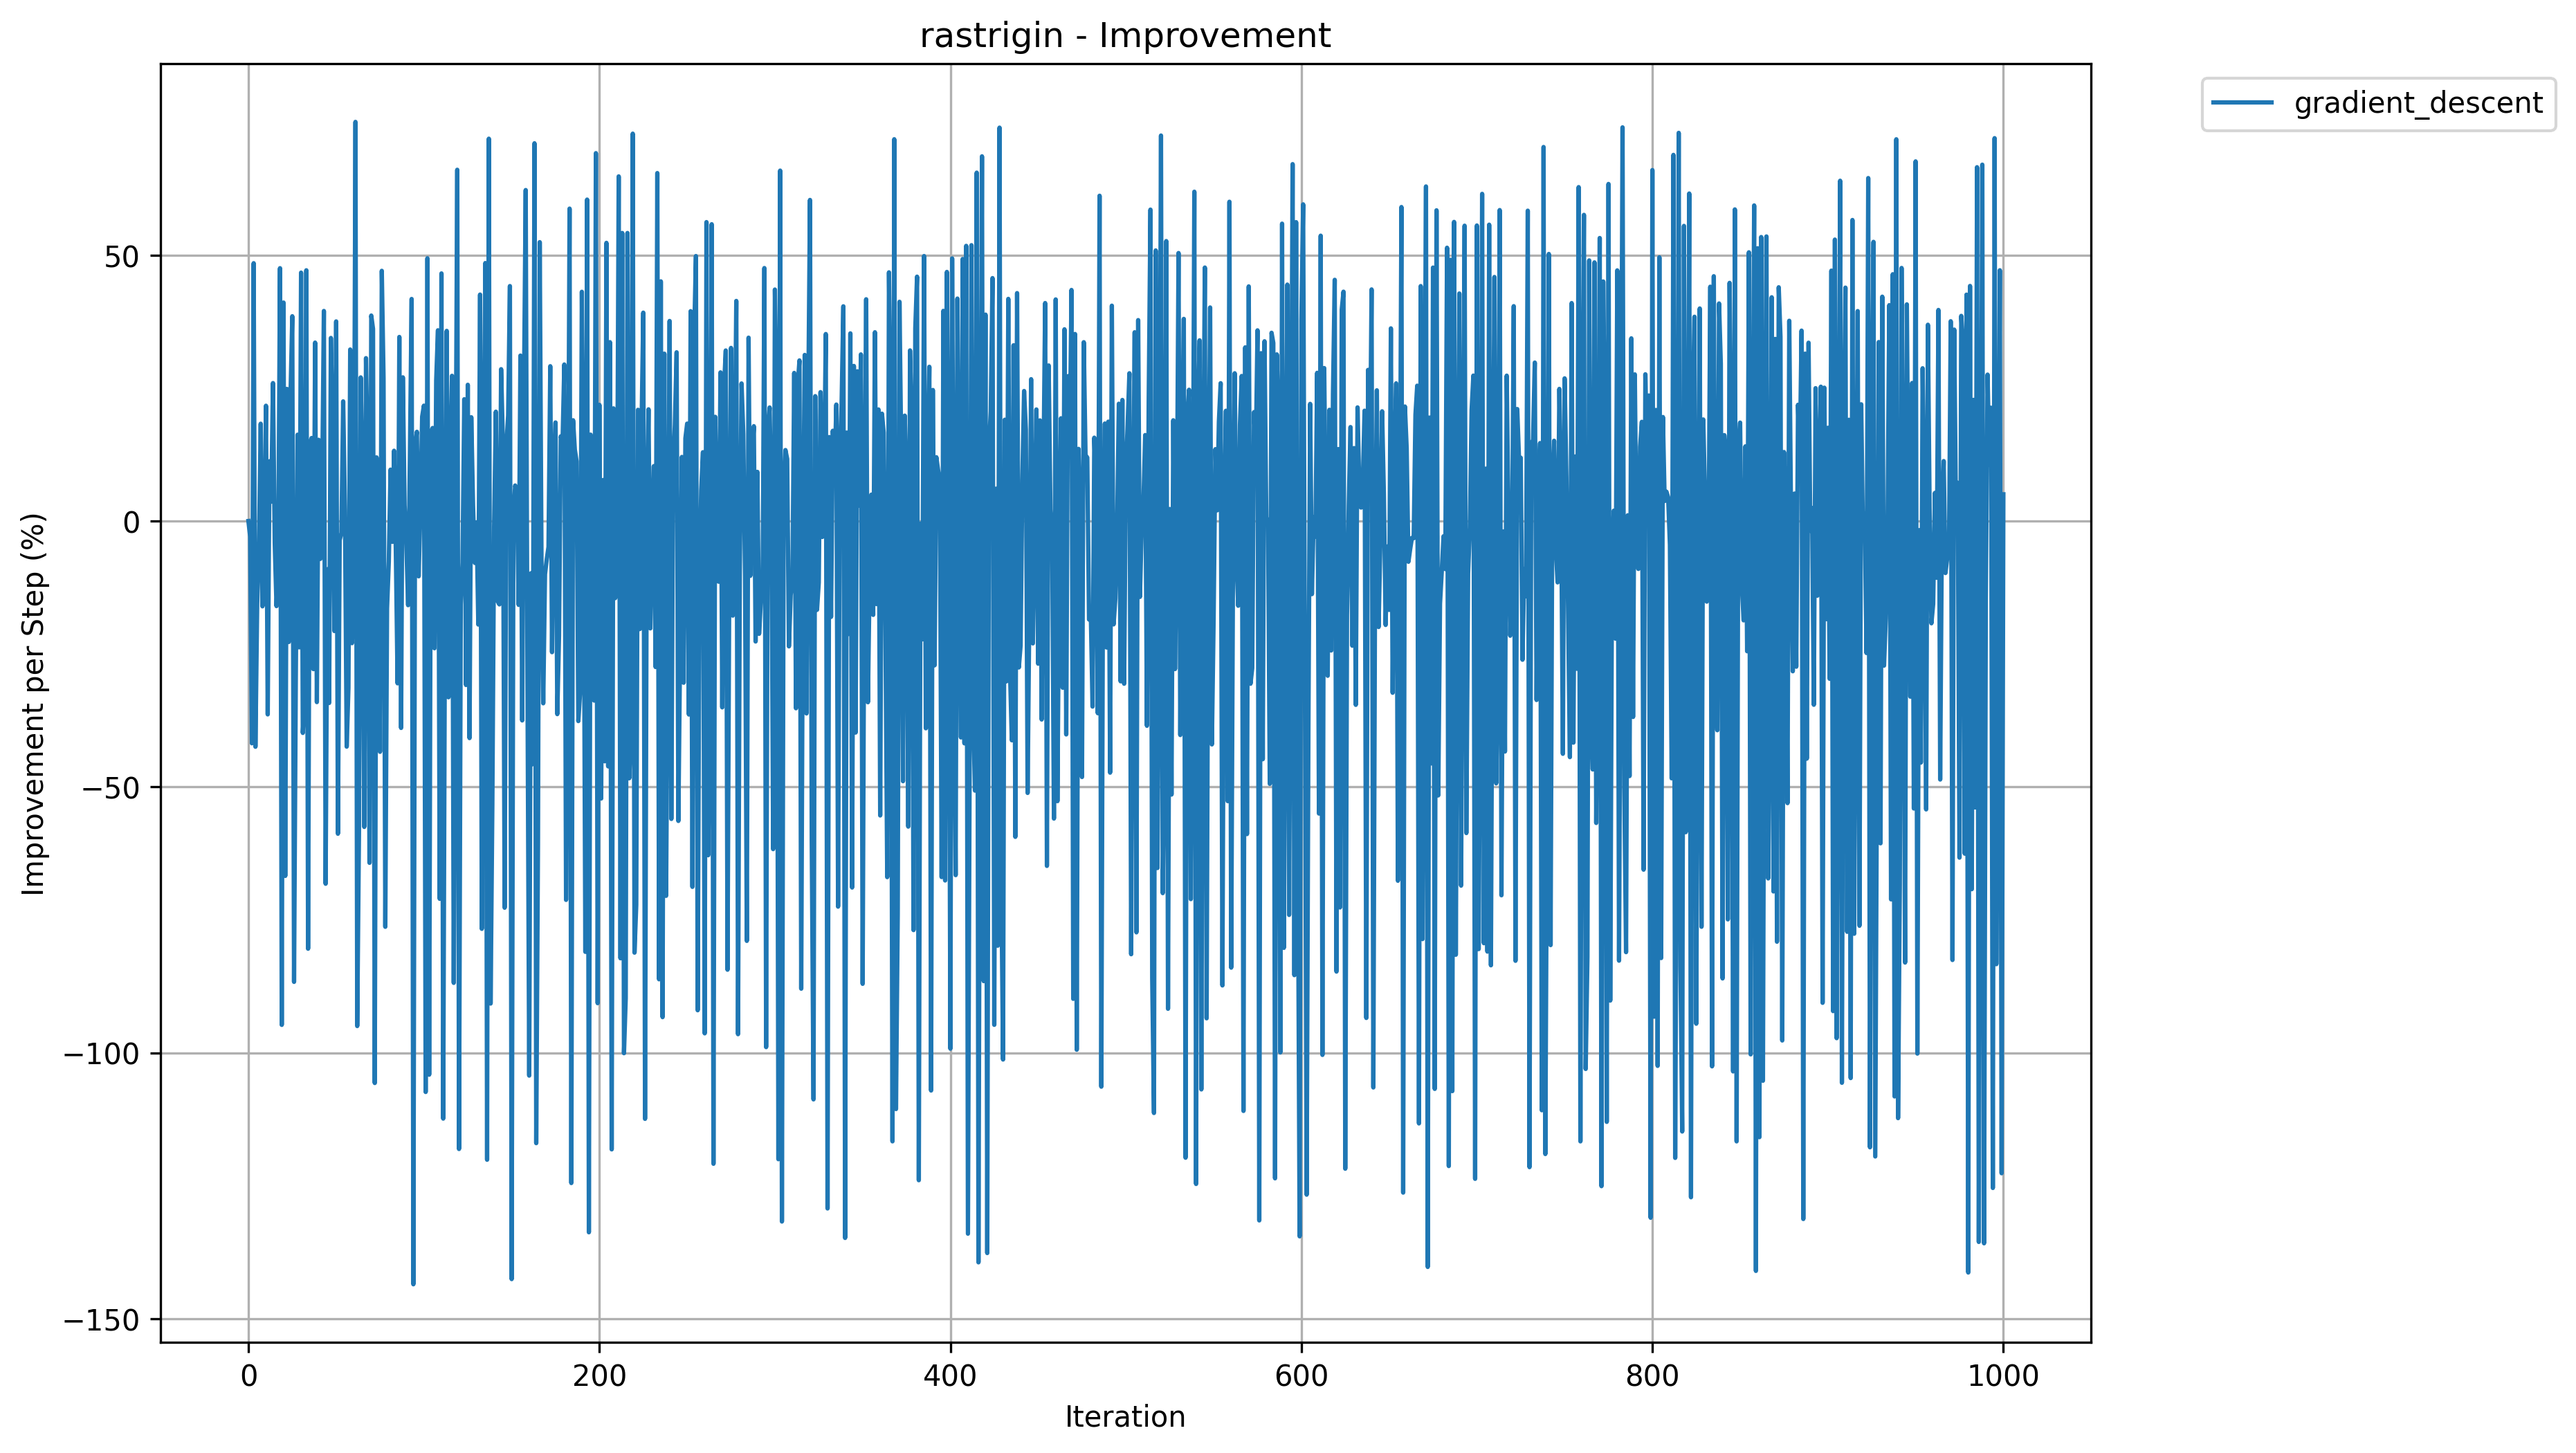 rastrigin - Improvement
gradient_descent
Improvement per Step (%)
50
0
−50
−100
−150
0 200 400 600 800 1000
Iteration